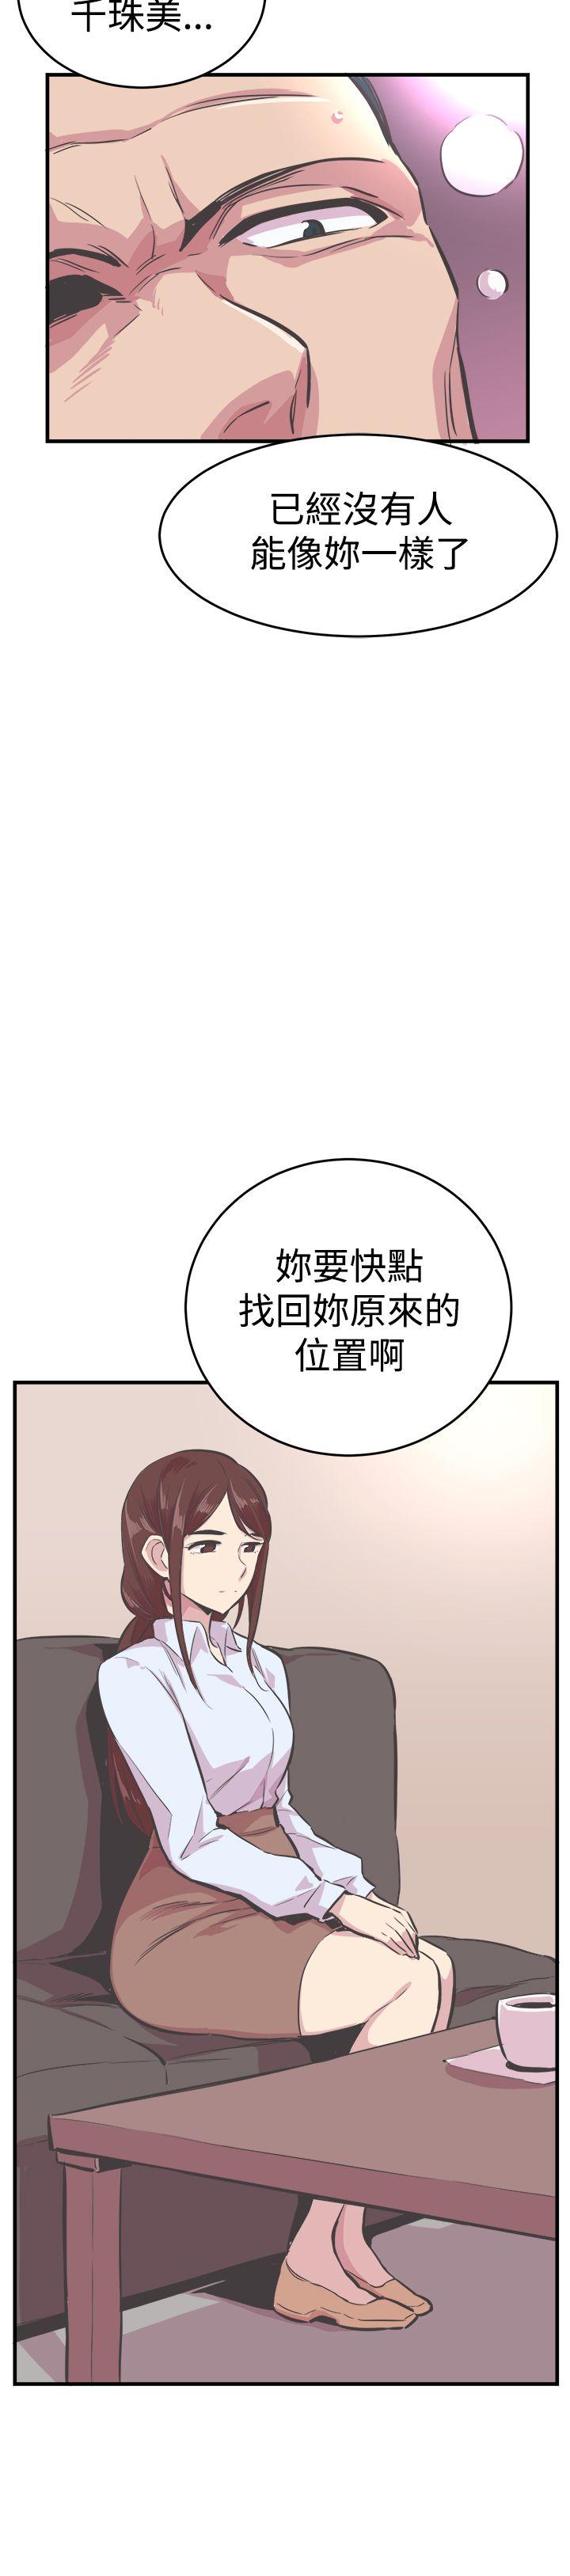 千珠美...
已經沒有人
能像妳一樣了
妳要快點
找回妳原來的
位置啊